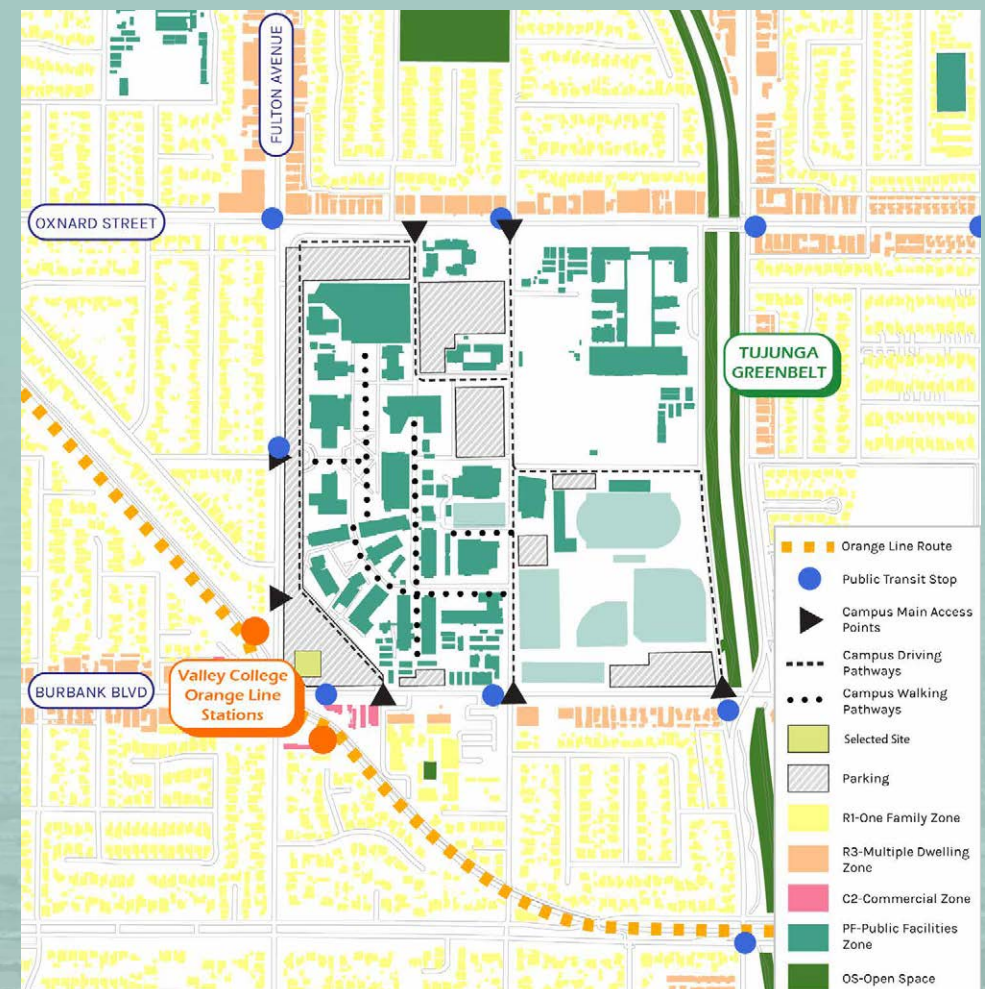 FULTON AVENUE
OXNARD STREET
TUJUNGA
GREENBELT
Valley College
Orange Line
Stations
BURBANK BLVD
Orange Line Route
Public Transit Stop
Campus Main Access
Points
Campus Driving
Pathways
Campus Walking
Pathways
Selected Site
Parking
R1-One Family Zone
R3-Multiple Dwelling
Zone
C2-Commercial Zone
PF-Public Facilities
Zone
OS-Open Space